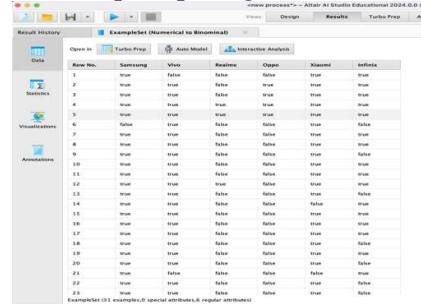 <new process*> – Altair AI Studio Educational 2024.0.0
Views: Design Results Turbo Prep
Result History ExampleSet (Numerical to Binominal)
Open in Turbo Prep Auto Model Interactive Analysis
Data
Statistics
Visualizations
Annotations
Row No. Samsung Vivo Realme Oppo Xiaomi Infinix
1 true false false false true true
2 true true false true true true
3 true true false true true true
4 true true true true true true
5 true true true true true true
6 false true false false true false
7 true true false false true true
8 true true false false true true
9 true true false false true false
10 true true false false true true
11 true true false false true true
12 true true true false true false
13 true true false false true false
14 true true false false false true
15 true true false false true true
16 true true false false true true
17 true true false false true false
18 true true false false true false
19 true true false false true false
20 true true false false true false
21 true false false false false true
22 true true false false true true
23 true true false false true false
ExampleSet (31 examples,0 special attributes,6 regular attributes)